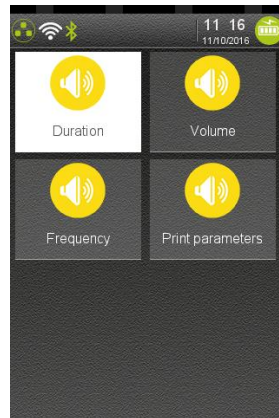 11 16
11/10/2016
Duration
Volume
Frequency
Print parameters